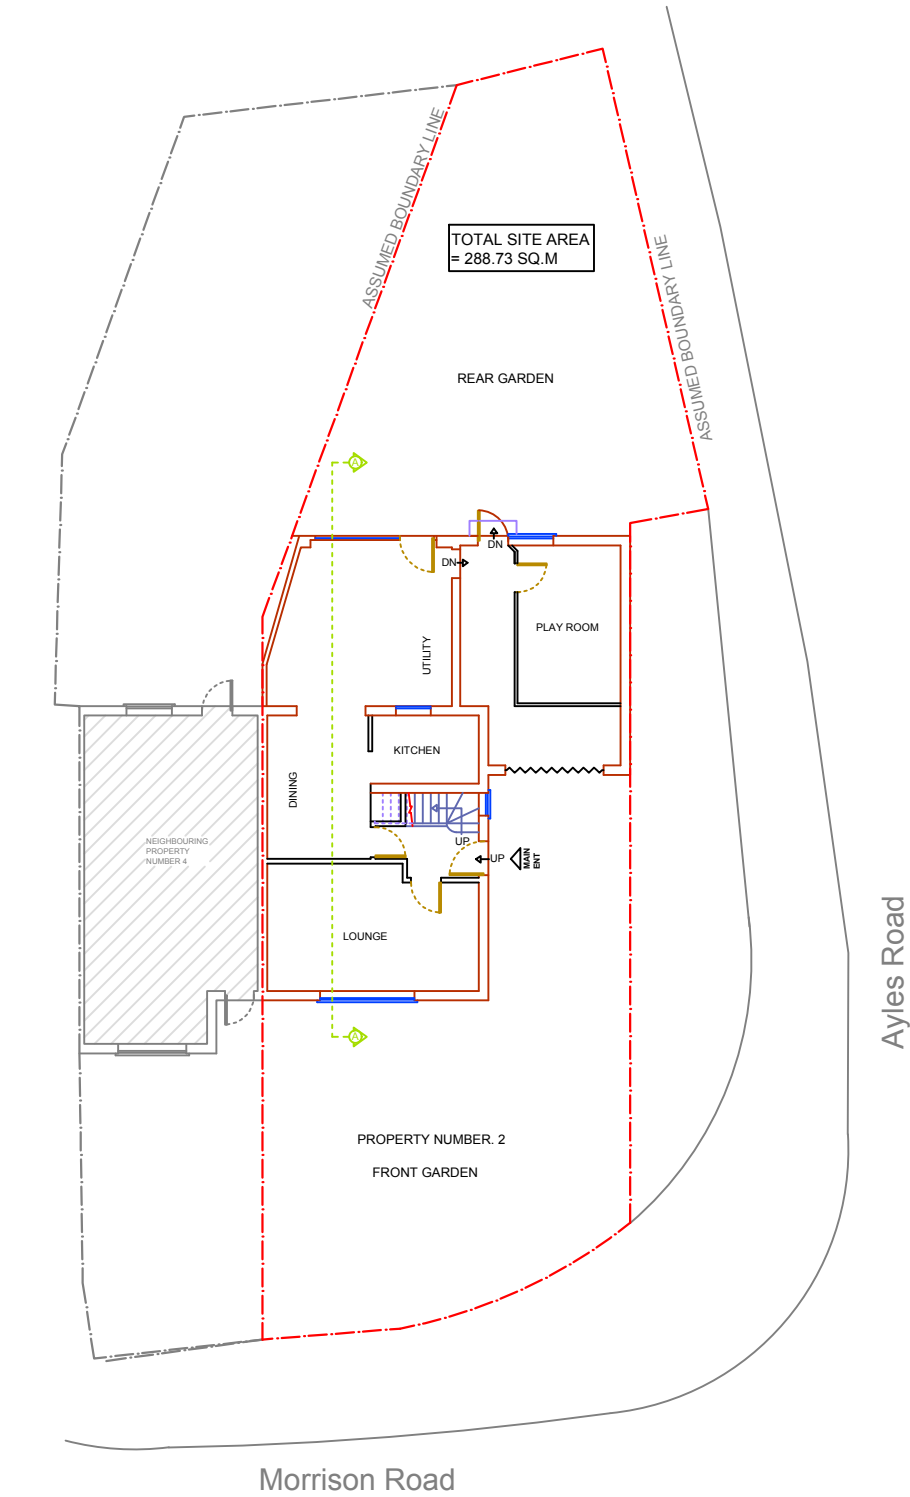 ASSUMED BOUNDARY LINE
TOTAL SITE AREA
= 288.73 SQ.M
ASSUMED BOUNDARY LINE
REAR GARDEN
A
DN
DN
PLAY ROOM
UTILITY
KITCHEN
DINING
NEIGHBOURING
PROPERTY
NUMBER 4
UP
UP
MAIN
ENT
LOUNGE
Ayles Road
A
PROPERTY NUMBER. 2
FRONT GARDEN
Morrison Road